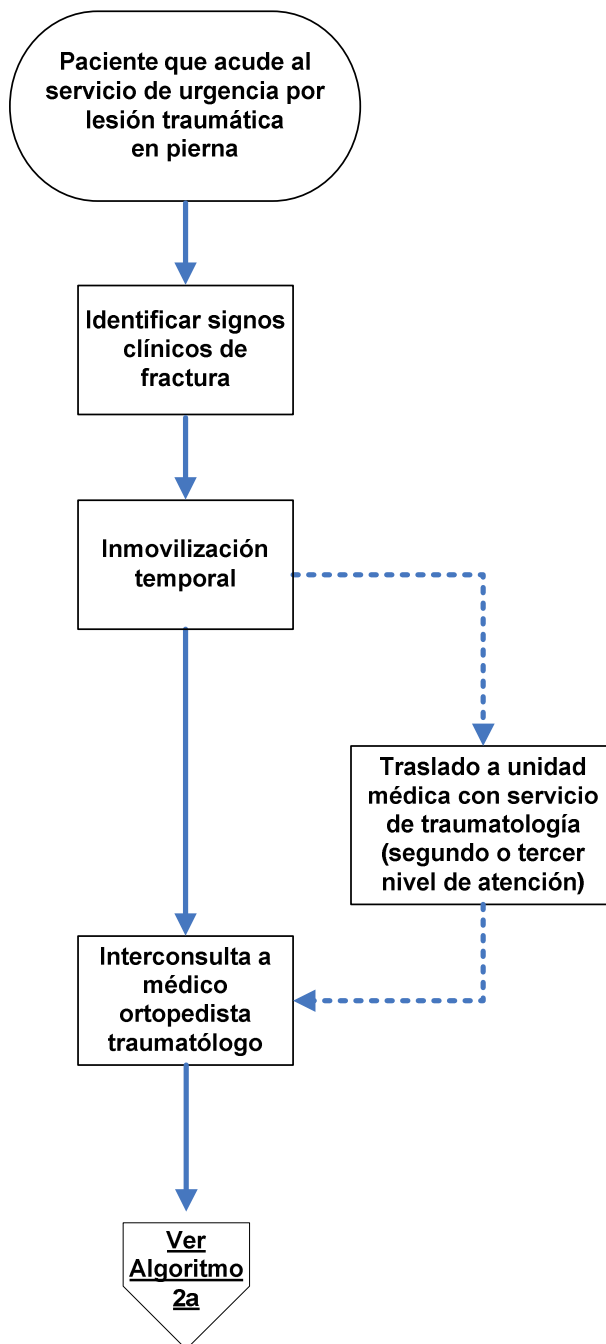 Paciente que acude al
servicio de urgencia por
lesión traumática
en pierna
Identificar signos
clínicos de
fractura
Inmovilización
temporal
Traslado a unidad
médica con servicio
de traumatología
(segundo o tercer
nivel de atención)
Interconsulta a
médico
ortopedista
traumatólogo
Ver
Algoritmo
2a